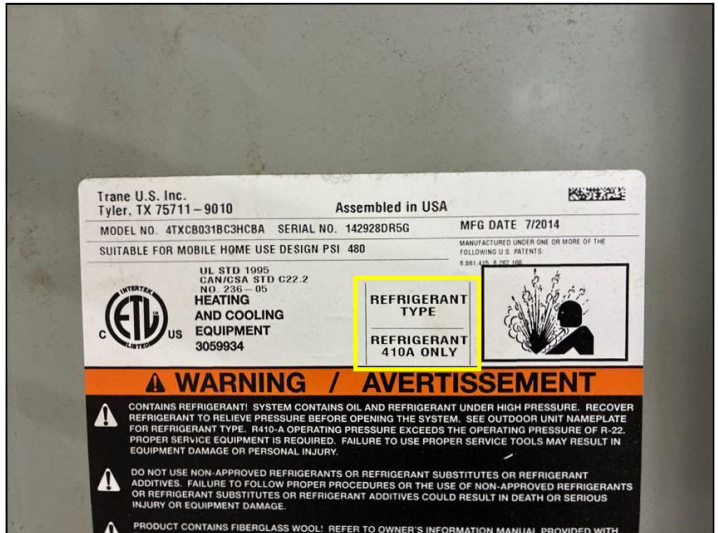 Trane U.S. Inc.
Tyler, TX 75711-9010
Assembled in USA
MODEL NO. 4TXCB031BC3HCBA SERIAL NO. 142928DR5G MFG DATE 7/2014
SUITABLE FOR MOBILE HOME USE DESIGN PSI 480
MANUFACTURED UNDER ONE OR MORE OF THE
FOLLOWING U.S. PATENTS:
UL STD 1995
CAN/CSA STD C22.2
NO. 236-05
HEATING
AND COOLING
EQUIPMENT
3059934
INTERTEK
C ETL US
LISTED
REFRIGERANT
TYPE
REFRIGERANT
410A ONLY
WARNING / AVERTISSEMENT
CONTAINS REFRIGERANT! SYSTEM CONTAINS OIL AND REFRIGERANT UNDER HIGH PRESSURE. RECOVER
REFRIGERANT TO RELIEVE PRESSURE BEFORE OPENING THE SYSTEM. SEE OUTDOOR UNIT NAMEPLATE
FOR REFRIGERANT TYPE. R410-A OPERATING PRESSURE EXCEEDS THE OPERATING PRESSURE OF R-22.
PROPER SERVICE EQUIPMENT IS REQUIRED. FAILURE TO USE PROPER SERVICE TOOLS MAY RESULT IN
EQUIPMENT DAMAGE OR PERSONAL INJURY.
DO NOT USE NON-APPROVED REFRIGERANTS OR REFRIGERANT SUBSTITUTES OR REFRIGERANT
ADDITIVES. FAILURE TO FOLLOW PROPER PROCEDURES OR THE USE OF NON-APPROVED REFRIGERANTS
OR REFRIGERANT SUBSTITUTES OR REFRIGERANT ADDITIVES COULD RESULT IN DEATH OR SERIOUS
INJURY OR EQUIPMENT DAMAGE.
PRODUCT CONTAINS FIBERGLASS WOOL! REFER TO OWNER'S INFORMATION MANUAL PROVIDED WITH